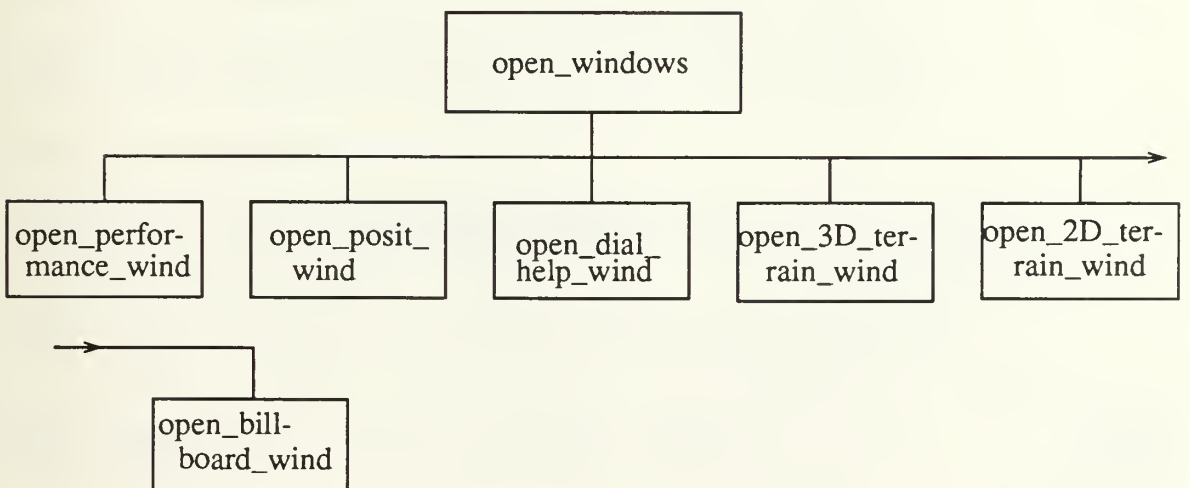 open_windows
open_perfor-
mance_wind
open_posit_
wind
open_dial_
help_wind
open_3D_ter-
rain_wind
open_2D_ter-
rain_wind
open_bill-
board_wind